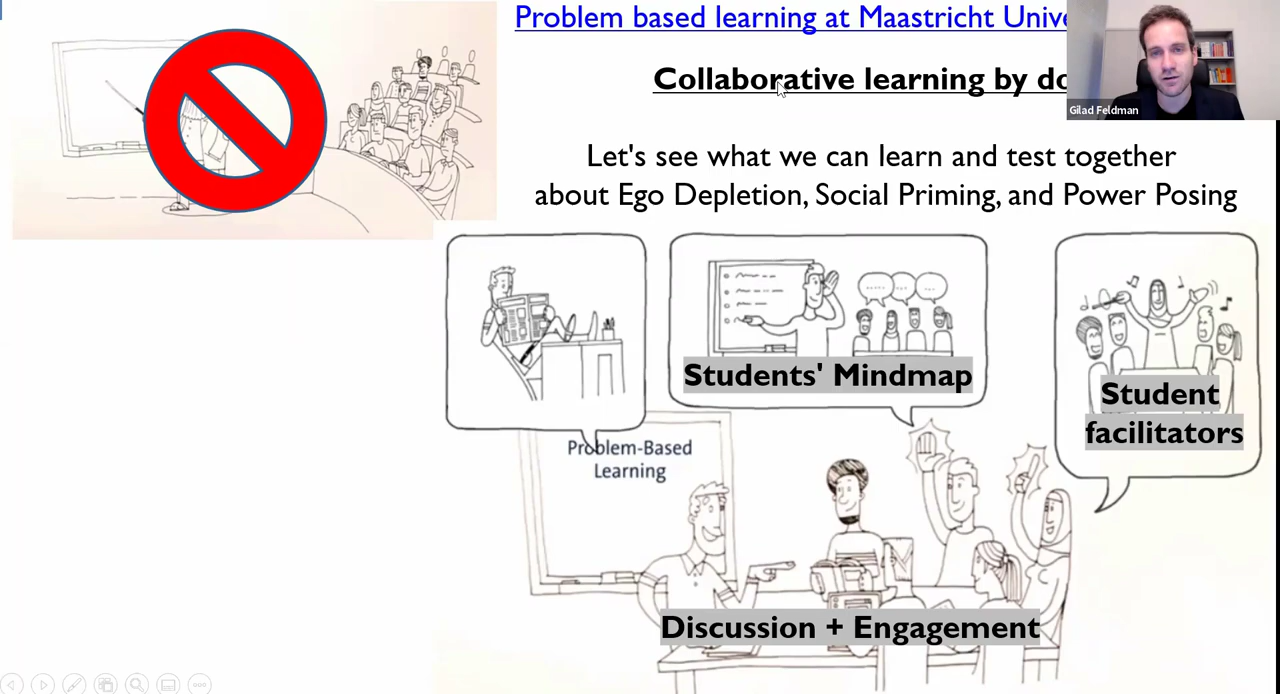 Problem based learning at Maastricht Unive
Collaborative learning by do
Gilad Feldman
Let's see what we can learn and test together
about Ego Depletion, Social Priming, and Power Posing
Students' Mindmap
Student
facilitators
Problem-Based
Learning
Discussion + Engagement